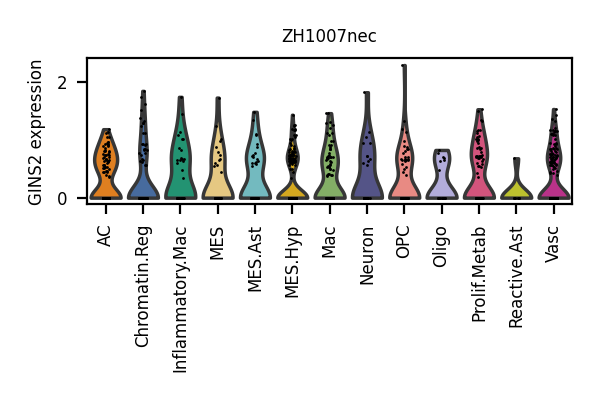 ZH1007nec
GINS2 expression
2
0
AC
Chromatin.Reg
Inflammatory.Mac
MES
MES.Ast
MES.Hyp
Mac
Neuron
OPC
Oligo
Prolif.Metab
Reactive.Ast
Vasc